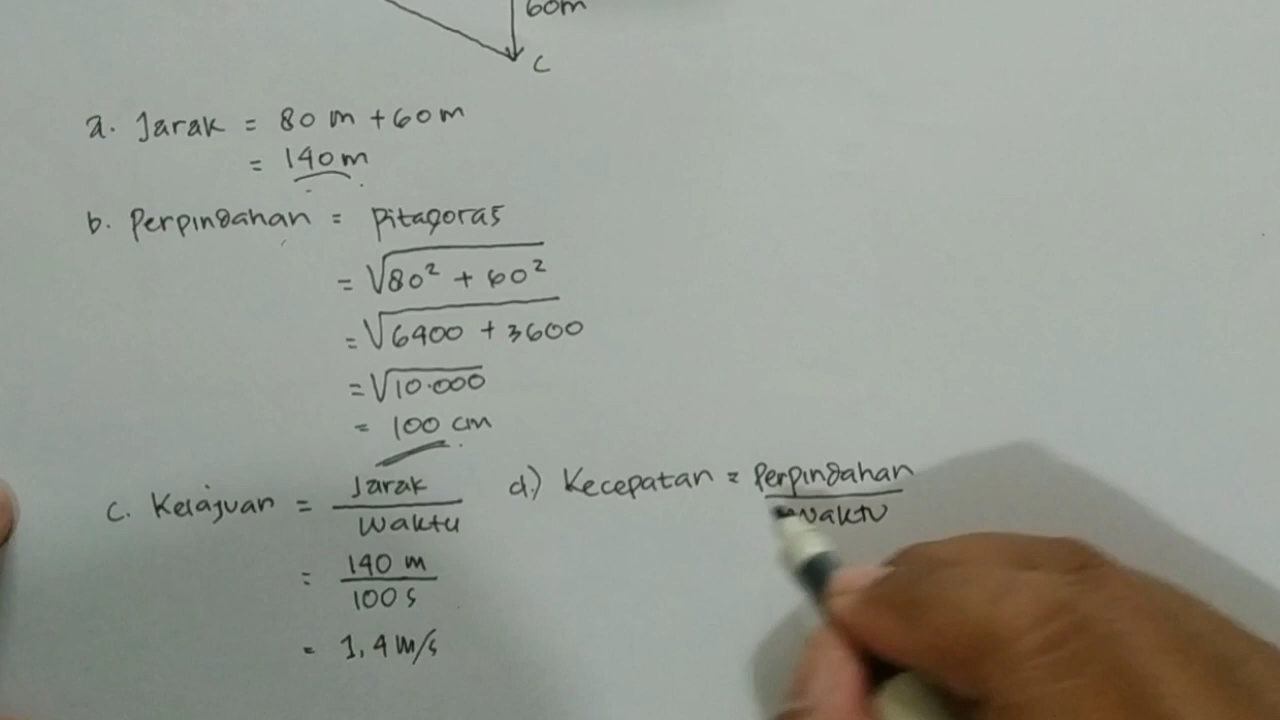 60m
C
a. Jarak = 80 m + 60 m
= 140 m
b. Perpindahan = Pitagoras
= √80² + 60²
= √6400 + 3600
= √10.000
= 100 cm
c. Kelajuan = Jarak / Waktu
= 140 m / 100 s
= 1,4 m/s
d.) Kecepatan = Perpindahan / Waktu